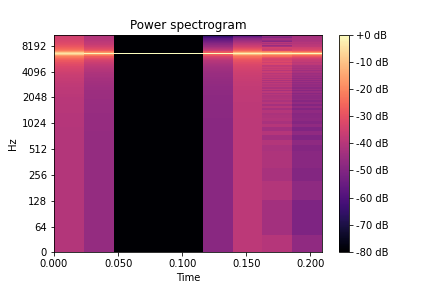 Power spectrogram
8192
4096
2048
1024
512
256
128
64
0
Hz
0.000 0.050 0.100 0.150 0.200
Time
+0 dB
-10 dB
-20 dB
-30 dB
-40 dB
-50 dB
-60 dB
-70 dB
-80 dB